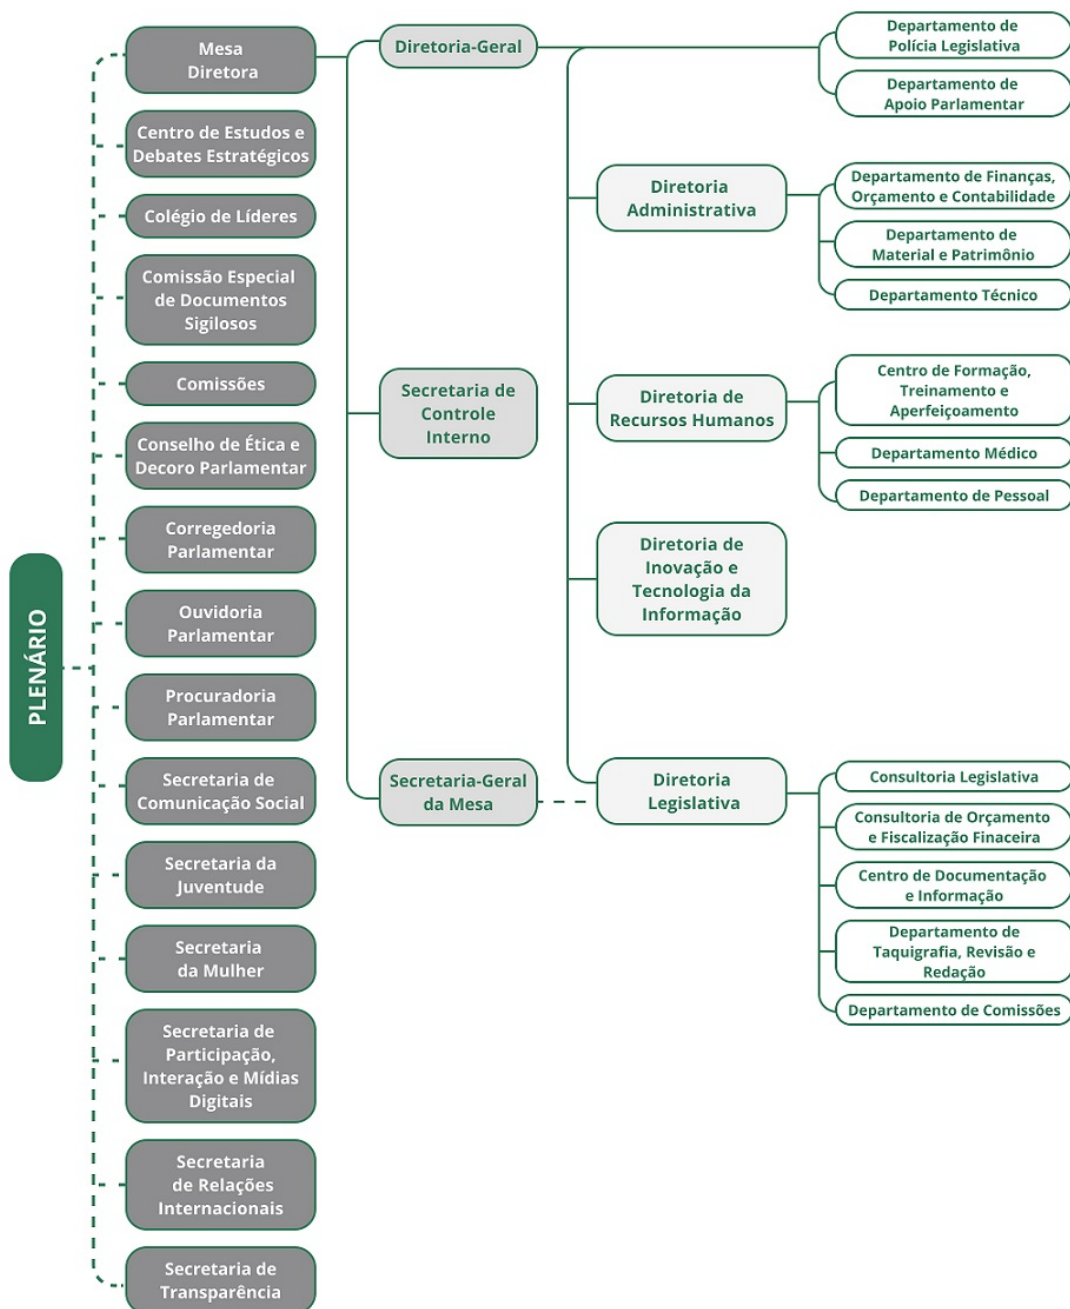 PLENÁRIO
Mesa
Diretora
Centro de Estudos e
Debates Estratégicos
Colégio de Líderes
Comissão Especial
de Documentos
Sigilosos
Comissões
Conselho de Ética e
Decoro Parlamentar
Corregedoria
Parlamentar
Ouvidoria
Parlamentar
Procuradoria
Parlamentar
Secretaria de
Comunicação Social
Secretaria da
Juventude
Secretaria
da Mulher
Secretaria de
Participação,
Interação e Mídias
Digitais
Secretaria
de Relações
Internacionais
Secretaria de
Transparência
Diretoria-Geral
Secretaria de
Controle
Interno
Secretaria-Geral
da Mesa
Diretoria
Administrativa
Diretoria de
Recursos Humanos
Diretoria de
Inovação e
Tecnologia da
Informação
Diretoria
Legislativa
Departamento de
Polícia Legislativa
Departamento de
Apoio Parlamentar
Departamento de Finanças,
Orçamento e Contabilidade
Departamento de
Material e Patrimônio
Departamento Técnico
Centro de Formação,
Treinamento e
Aperfeiçoamento
Departamento Médico
Departamento de Pessoal
Consultoria Legislativa
Consultoria de Orçamento
e Fiscalização Finaceira
Centro de Documentação
e Informação
Departamento de
Taquigrafia, Revisão e
Redação
Departamento de Comissões